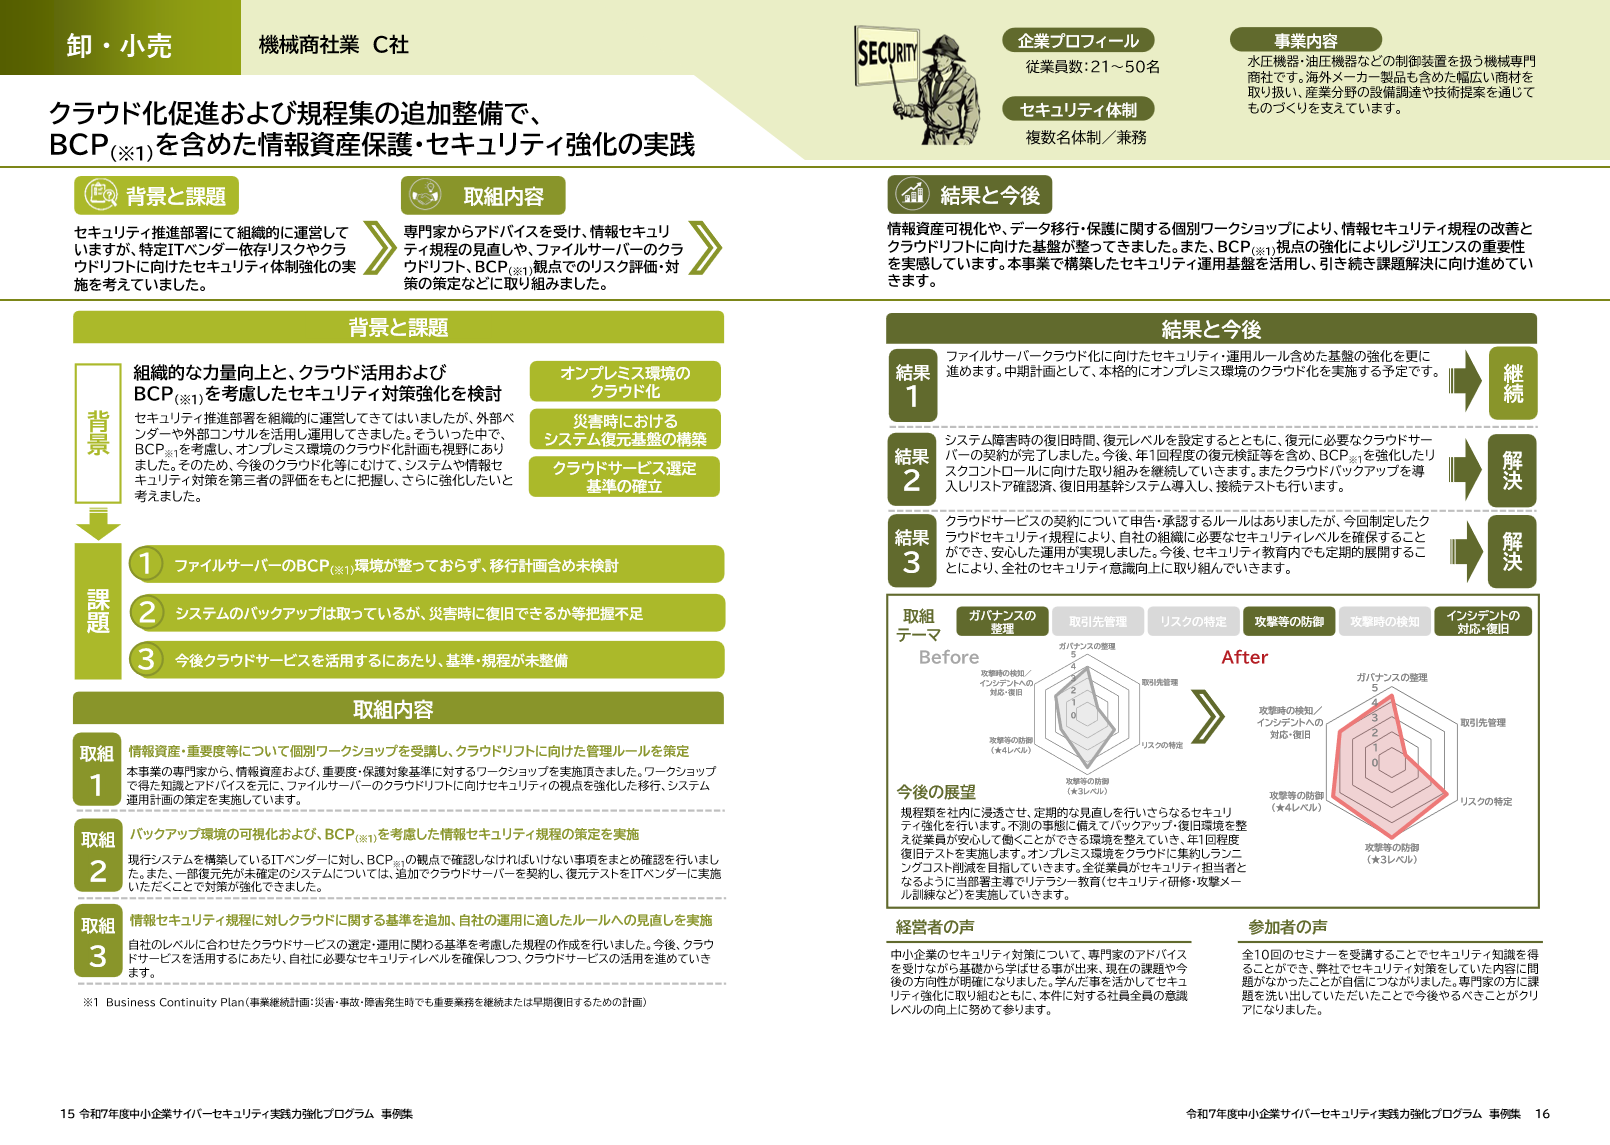 卸・小売
機械商社業 C社
クラウド化促進および規程集の追加整備で、
BCP(※1)を含めた情報資産保護・セキュリティ強化の実践
SECURITY
企業プロフィール
従業員数：21～50名
セキュリティ体制
複数名体制／兼務
事業内容
水圧機器・油圧機器などの制御装置を扱う機械専門
商社です。海外メーカー製品も含めた幅広い商材を
取り扱い、産業分野の設備調達や技術提案を通じて
ものづくりを支えています。
背景と課題
セキュリティ推進部署にて組織的に運営して
いますが、特定ITベンダー依存リスクやクラ
ウドリフトに向けたセキュリティ体制強化の実
施を考えていました。
取組内容
専門家からアドバイスを受け、情報セキュリ
ティ規程の見直しや、ファイルサーバーのクラ
ウドリフト、BCP(※1)観点でのリスク評価・対
策の策定などに取り組みました。
結果と今後
情報資産可視化や、データ移行・保護に関する個別ワークショップにより、情報セキュリティ規程の改善と
クラウドリフトに向けた基盤が整ってきました。また、BCP(※1)視点の強化によりレジリエンスの重要性
を実感しています。本事業で構築したセキュリティ運用基盤を活用し、引き続き課題解決に向け進めてい
きます。
背景と課題
背景
組織的な力量向上と、クラウド活用および
BCP(※1)を考慮したセキュリティ対策強化を検討
セキュリティ推進部署を組織的に運営してきてはいましたが、外部ベ
ンダーや外部コンサルを活用し運用してきました。そういった中で、
BCP※1を考慮し、オンプレミス環境のクラウド化計画も視野にあり
ました。そのため、今後のクラウド化等にむけて、システムや情報セ
キュリティ対策を第三者の評価をもとに把握し、さらに強化したいと
考えました。
オンプレミス環境の
クラウド化
災害時における
システム復元基盤の構築
クラウドサービス選定
基準の確立
課題
1 ファイルサーバーのBCP(※1)環境が整っておらず、移行計画含め未検討
2 システムのバックアップは取っているが、災害時に復旧できるか等把握不足
3 今後クラウドサービスを活用するにあたり、基準・規程が未整備
取組内容
取組
1
情報資産・重要度等について個別ワークショップを受講し、クラウドリフトに向けた管理ルールを策定
本事業の専門家から、情報資産および、重要度・保護対象基準に対するワークショップを実施頂きました。ワークショップ
で得た知識とアドバイスを元に、ファイルサーバーのクラウドリフトに向けセキュリティの視点を強化した移行、システム
運用計画の策定を実施しています。
取組
2
バックアップ環境の可視化および、BCP(※1)を考慮した情報セキュリティ規程の策定を実施
現行システムを構築しているITベンダーに対し、BCP※1の観点で確認しなければいけない事項をまとめ確認を行いまし
た。また、一部復元先が未確定のシステムについては、追加でクラウドサーバーを契約し、復元テストをITベンダーに実施
いただくことで対策が強化できました。
取組
3
情報セキュリティ規程に対しクラウドに関する基準を追加、自社の運用に適したルールへの見直しを実施
自社のレベルに合わせたクラウドサービスの選定・運用に関わる基準を考慮した規程の作成を行いました。今後、クラウ
ドサービスを活用するにあたり、自社に必要なセキュリティレベルを確保しつつ、クラウドサービスの活用を進めていき
ます。
※1 Business Continuity Plan（事業継続計画：災害・事故・障害発生時でも重要業務を継続または早期復旧するための計画）
結果と今後
結果
1
ファイルサーバークラウド化に向けたセキュリティ・運用ルール含めた基盤の強化を更に
進めます。中期計画として、本格的にオンプレミス環境のクラウド化を実施する予定です。
継続
結果
2
システム障害時の復旧時間、復元レベルを設定するとともに、復元に必要なクラウドサー
バーの契約が完了しました。今後、年1回程度の復元検証等を含め、BCP※1を強化したリ
スクコントロールに向けた取り組みを継続していきます。またクラウドバックアップを導
入しリストア確認済、復旧用基幹システム導入し、接続テストも行います。
解決
結果
3
クラウドサービスの契約について申告・承認するルールはありましたが、今回制定したク
ラウドセキュリティ規程により、自社の組織に必要なセキュリティレベルを確保すること
ができ、安心した運用が実現しました。今後、セキュリティ教育内でも定期的展開するこ
とにより、全社のセキュリティ意識向上に取り組んでいきます。
解決
取組
テーマ
ガバナンスの
整理
取引先管理
リスクの特定
攻撃等の防御
攻撃時の検知
インシデントの
対応・復旧
Before
ガバナンスの整理
5
4
3
2
1
0
取引先管理
リスクの特定
攻撃等の防御
（★3レベル）
攻撃等の防御
（★4レベル）
攻撃時の検知／
インシデントへの
対応・復旧
After
ガバナンスの整理
5
4
3
2
1
0
取引先管理
リスクの特定
攻撃等の防御
（★3レベル）
攻撃等の防御
（★4レベル）
攻撃時の検知／
インシデントへの
対応・復旧
今後の展望
規程類を社内に浸透させ、定期的な見直しを行いさらなるセキュリ
ティ強化を行います。不測の事態に備えてバックアップ・復旧環境を整
え従業員が安心して働くことができる環境を整えていき、年1回程度
復旧テストを実施します。オンプレミス環境をクラウドに集約しランニ
ングコスト削減を目指していきます。全従業員がセキュリティ担当者と
なるように当部署主導でリテラシー教育（セキュリティ研修・攻撃メー
ル訓練など）を実施していきます。
経営者の声
中小企業のセキュリティ対策について、専門家のアドバイス
を受けながら基礎から学ばせる事が出来、現在の課題や今
後の方向性が明確になりました。学んだ事を活かしてセキュ
リティ強化に取り組むともに、本件に対する社員全員の意識
レベルの向上に努めて参ります。
参加者の声
全10回のセミナーを受講することでセキュリティ知識を得
ることができ、弊社でセキュリティ対策をしていた内容に問
題がなかったことが自信につながりました。専門家の方に課
題を洗い出していただいたことで今後やるべきことがクリ
アになりました。
15 令和7年度中小企業サイバーセキュリティ実践力強化プログラム 事例集
令和7年度中小企業サイバーセキュリティ実践力強化プログラム 事例集 16